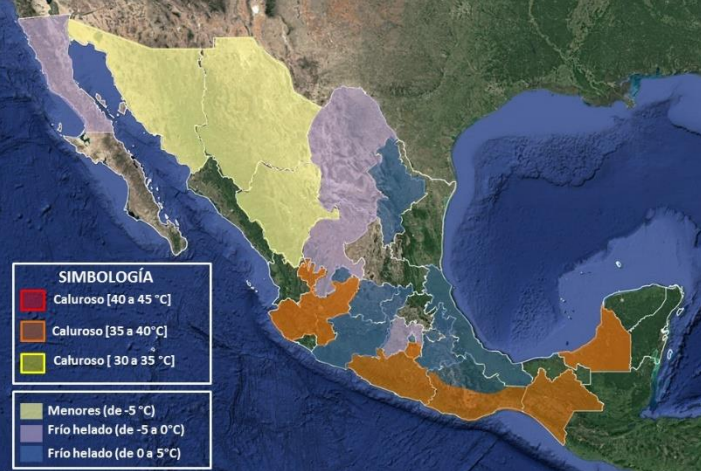 SIMBOLOGÍA
Caluroso [40 a 45 °C]
Caluroso [35 a 40°C]
Caluroso [ 30 a 35 °C]
Menores (de -5 °C)
Frío helado (de -5 a 0°C)
Frío helado (de 0 a 5°C)